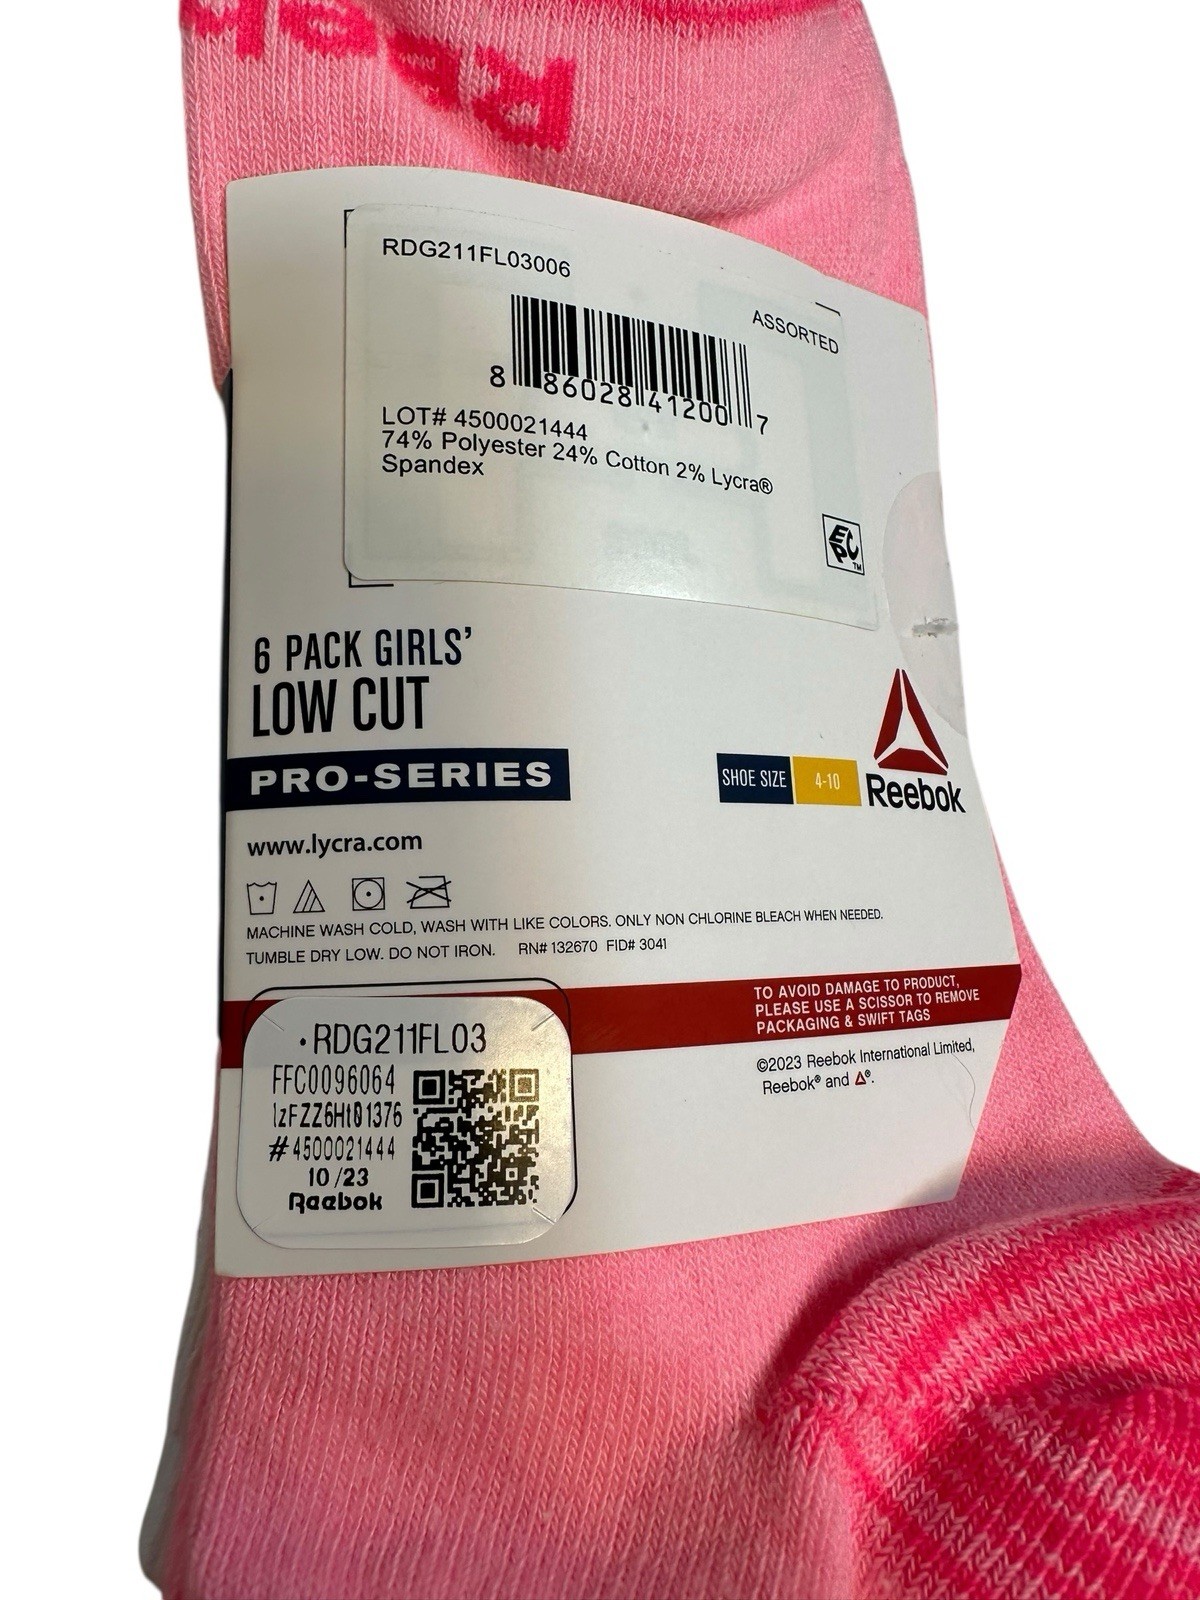 Reebok
RDG211FL03006
ASSORTED
8 86028 41200 7
LOT# 4500021444
74% Polyester 24% Cotton 2% Lycra®
Spandex
EPC™
6 PACK GIRLS'
LOW CUT
PRO-SERIES
SHOE SIZE 4-10
Reebok
www.lycra.com
MACHINE WASH COLD, WASH WITH LIKE COLORS. ONLY NON CHLORINE BLEACH WHEN NEEDED.
TUMBLE DRY LOW. DO NOT IRON. RN# 132670 FID# 3041
TO AVOID DAMAGE TO PRODUCT,
PLEASE USE A SCISSOR TO REMOVE
PACKAGING & SWIFT TAGS
©2023 Reebok International Limited,
Reebok® and ®.
•RDG211FL03
FFC0096064
lzFZZ6Ht01376
#4500021444
10/23
Reebok